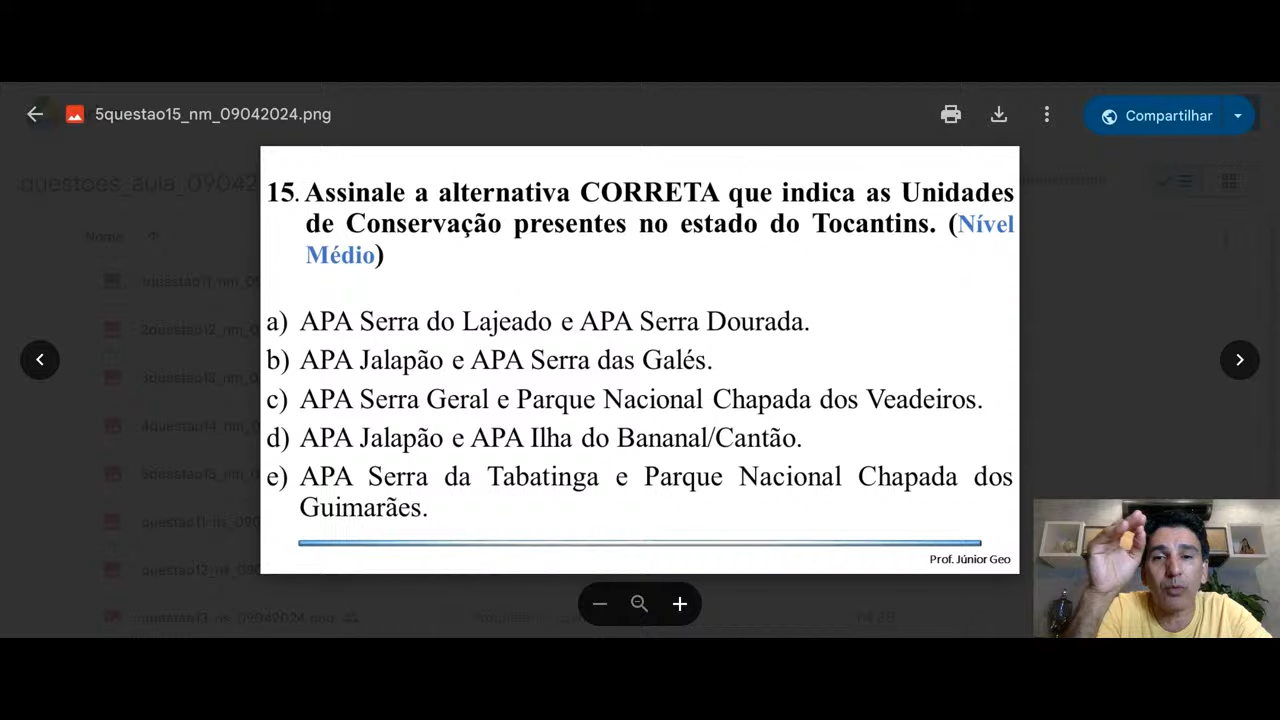 5questao15_nm_09042024.png
Compartilhar
questoes_aula_09042
Nome
15. Assinale a alternativa CORRETA que indica as Unidades
de Conservação presentes no estado do Tocantins. (Nível
Médio)
a) APA Serra do Lajeado e APA Serra Dourada.
b) APA Jalapão e APA Serra das Galés.
c) APA Serra Geral e Parque Nacional Chapada dos Veadeiros.
d) APA Jalapão e APA Ilha do Bananal/Cantão.
e) APA Serra da Tabatinga e Parque Nacional Chapada dos
Guimarães.
Prof. Júnior Geo